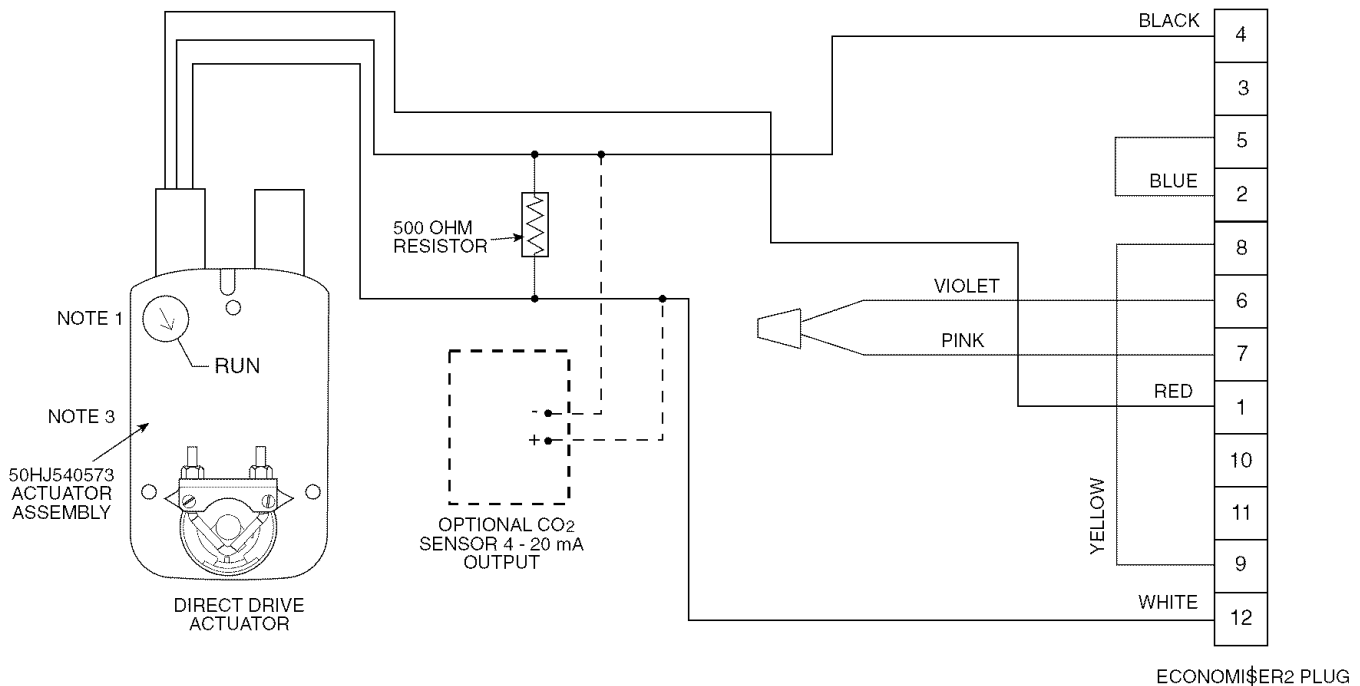 BLACK
4
3
5
BLUE
2
500 OHM
RESISTOR
8
VIOLET
6
NOTE 1
RUN
PINK
7
RED
1
NOTE 3
-
+
10
50HJ540573
ACTUATOR
ASSEMBLY
YELLOW
11
OPTIONAL CO2
SENSOR 4 - 20 mA
OUTPUT
9
WHITE
12
DIRECT DRIVE
ACTUATOR
ECONOMI$ER2 PLUG